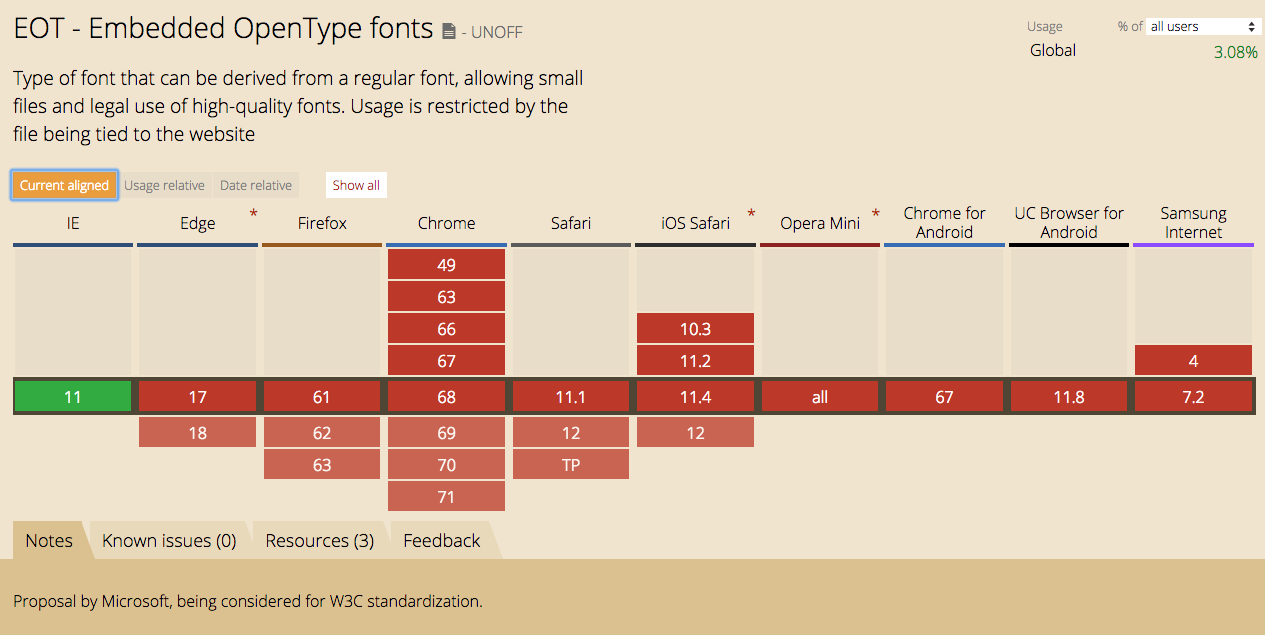 EOT - Embedded OpenType fonts - UNOFF
Usage % of all users
Global 3.08%
Type of font that can be derived from a regular font, allowing small
files and legal use of high-quality fonts. Usage is restricted by the
file being tied to the website
Current aligned Usage relative Date relative Show all
IE Edge * Firefox Chrome Safari iOS Safari * Opera Mini * Chrome for Android UC Browser for Android Samsung Internet
49
63
66 10.3
67 11.2 4
11 17 61 68 11.1 11.4 all 67 11.8 7.2
18 62 69 12 12
63 70 TP
71
Notes Known issues (0) Resources (3) Feedback
Proposal by Microsoft, being considered for W3C standardization.